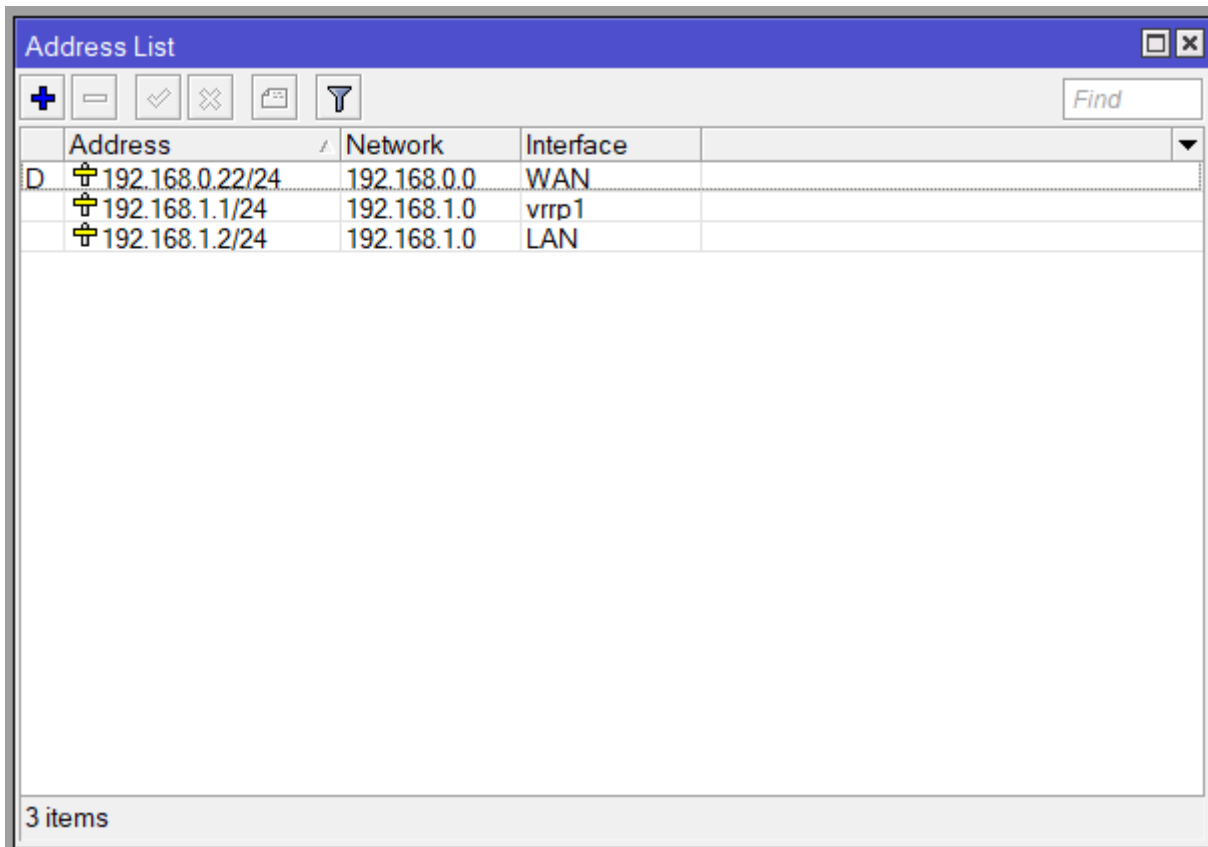 Address List
Find
Address Network Interface
D 192.168.0.22/24 192.168.0.0 WAN
192.168.1.1/24 192.168.1.0 vrrp1
192.168.1.2/24 192.168.1.0 LAN
3 items